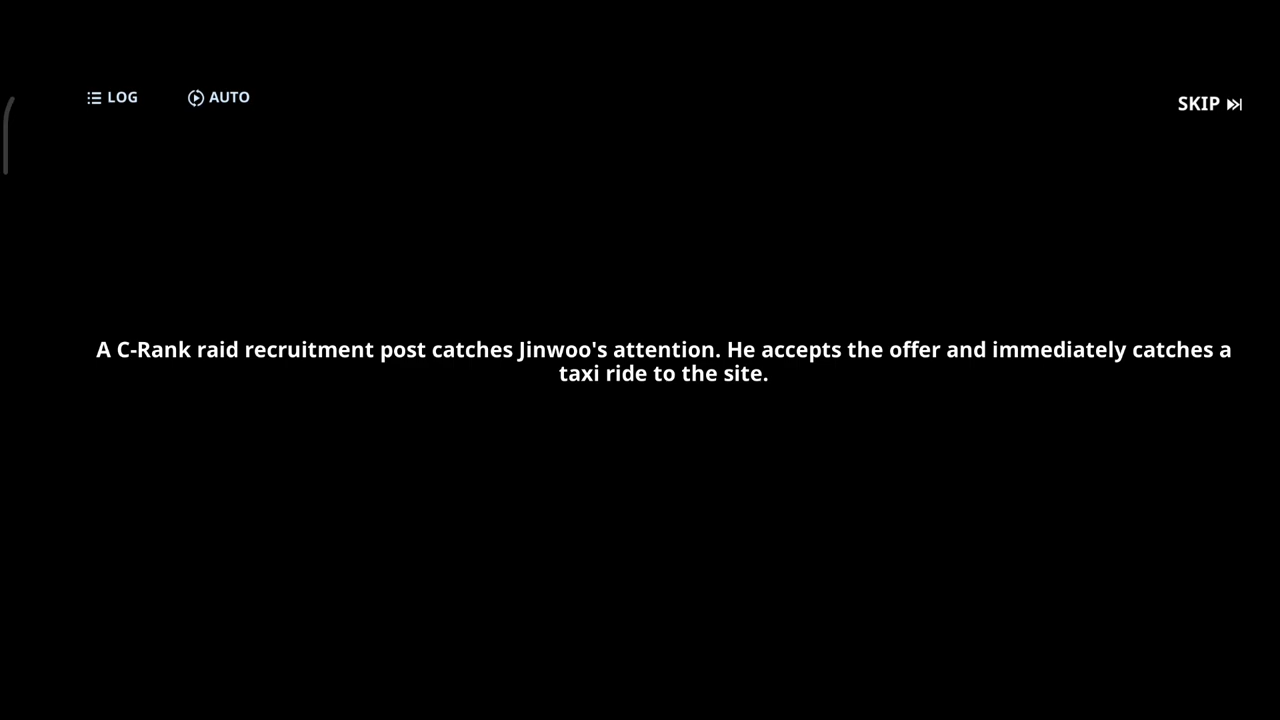 LOG
AUTO
SKIP
A C-Rank raid recruitment post catches Jinwoo's attention. He accepts the offer and immediately catches a
taxi ride to the site.